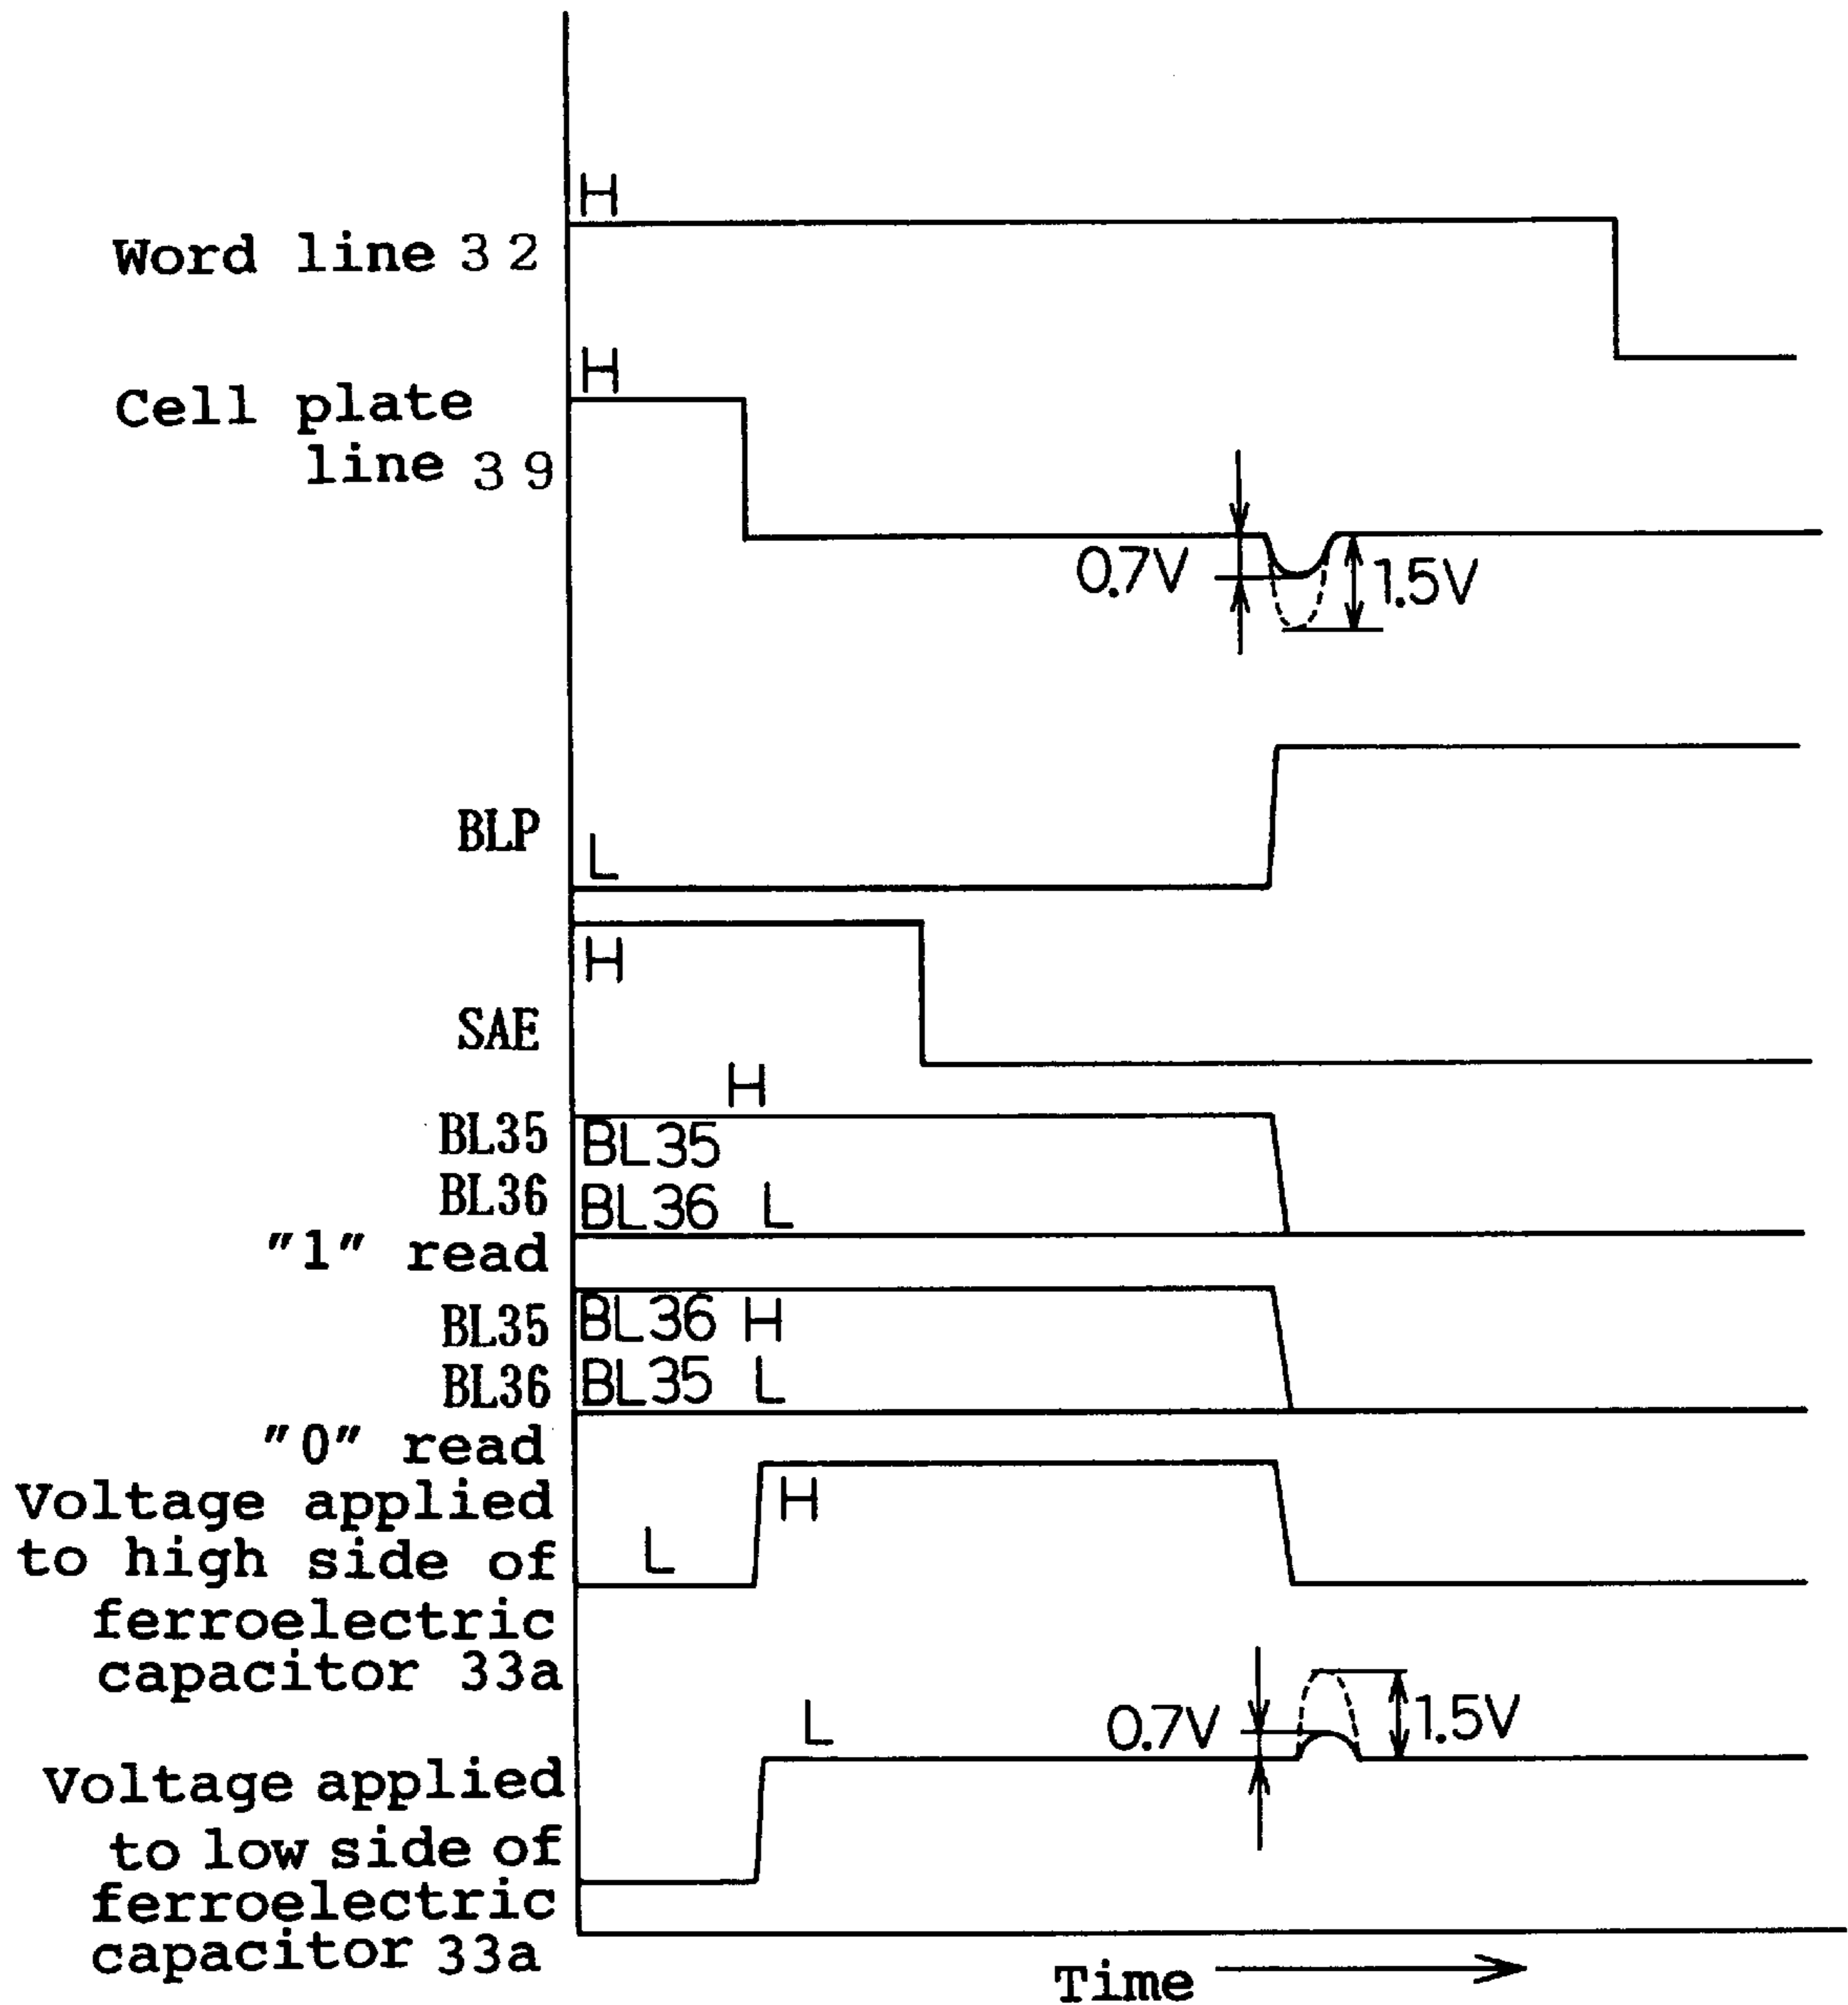 H
Word line 32
H
Cell plate
line 39
0.7V
1.5V
BLP
L
H
SAE
H
BL35
BL35
BL36
BL36 L
"1" read
BL35
BL36 H
BL36
BL35 L
"0" read
Voltage applied
to high side of
ferroelectric
capacitor 33a
H
L
L
0.7V
1.5V
Voltage applied
to low side of
ferroelectric
capacitor 33a
Time